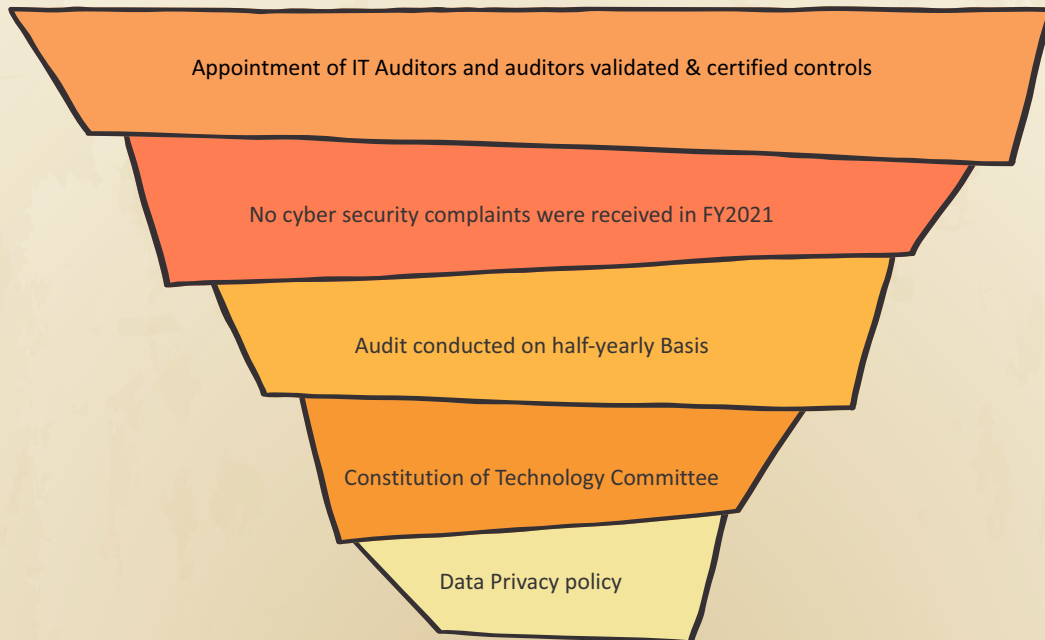 Appointment of IT Auditors and auditors validated & certified controls
No cyber security complaints were received in FY2021
Audit conducted on half-yearly Basis
Constitution of Technology Committee
Data Privacy policy